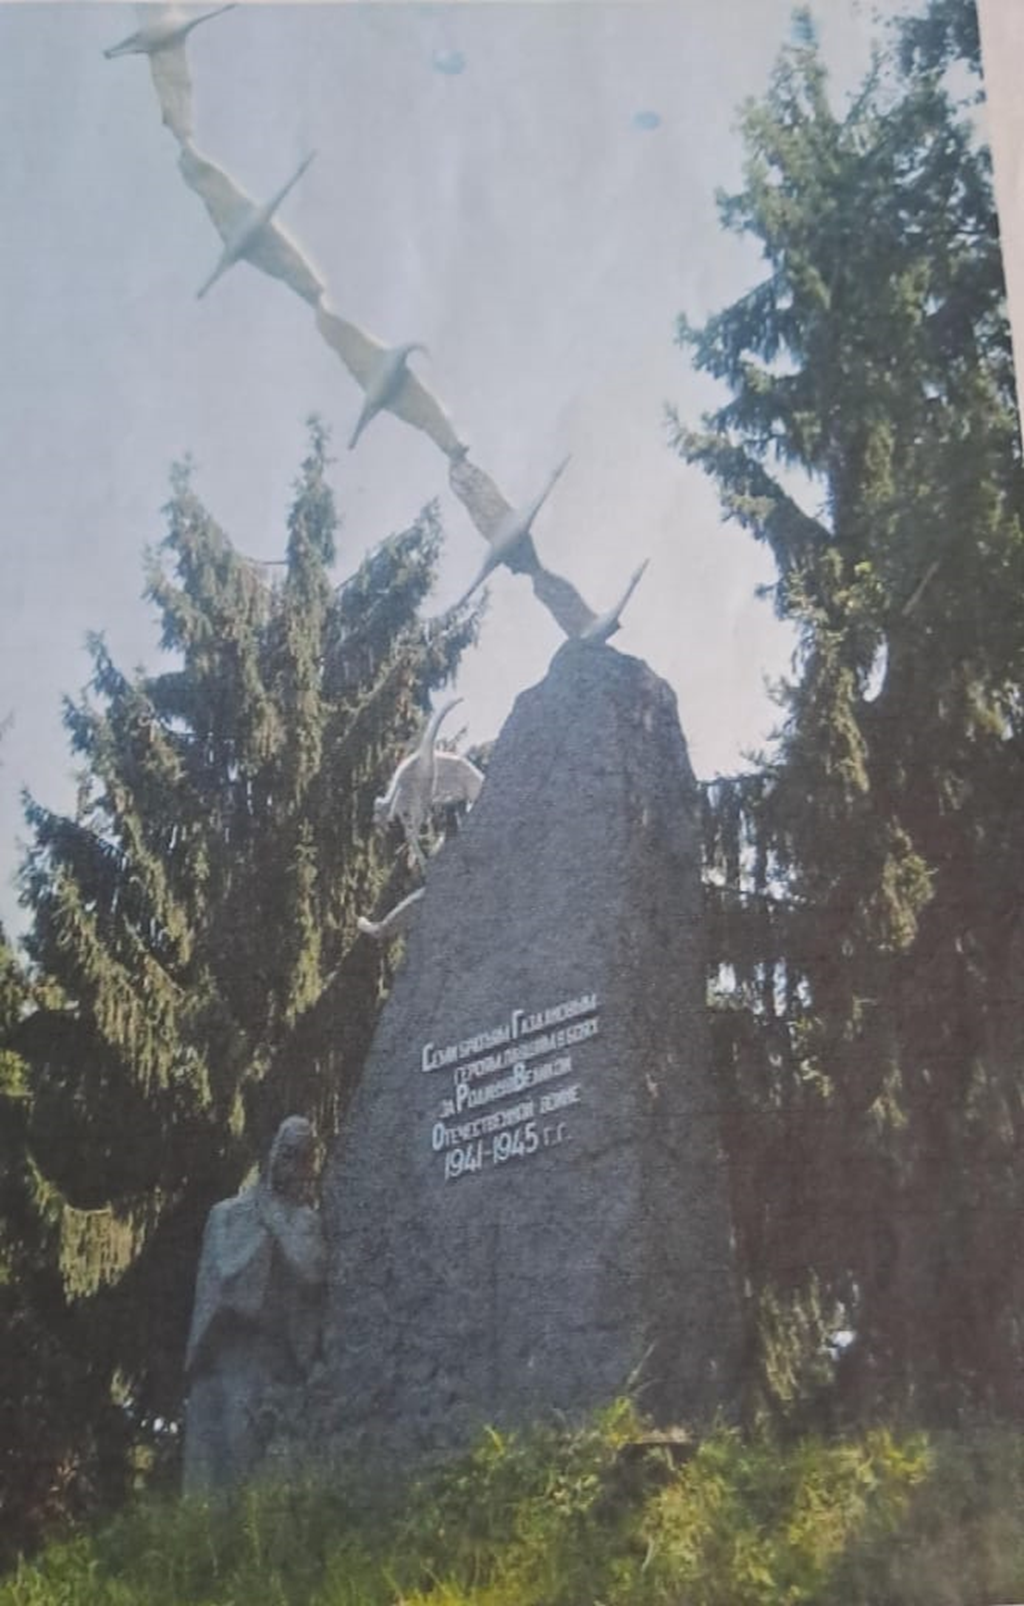 Семи братьям Газдановым
героям павшим в боях
за Родину в Великой
Отечественной войне
1941-1945 г.г.